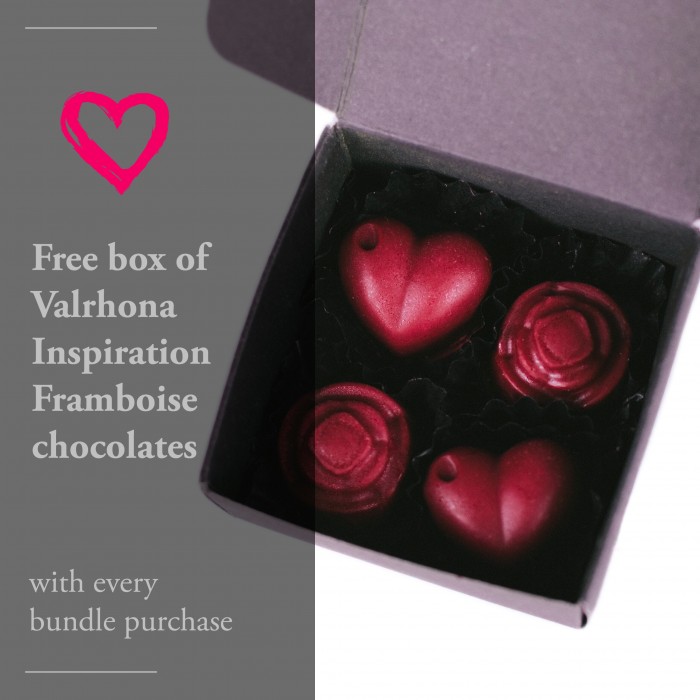 Free box of
Valrhona
Inspiration
Framboise
chocolates
with every
bundle purchase